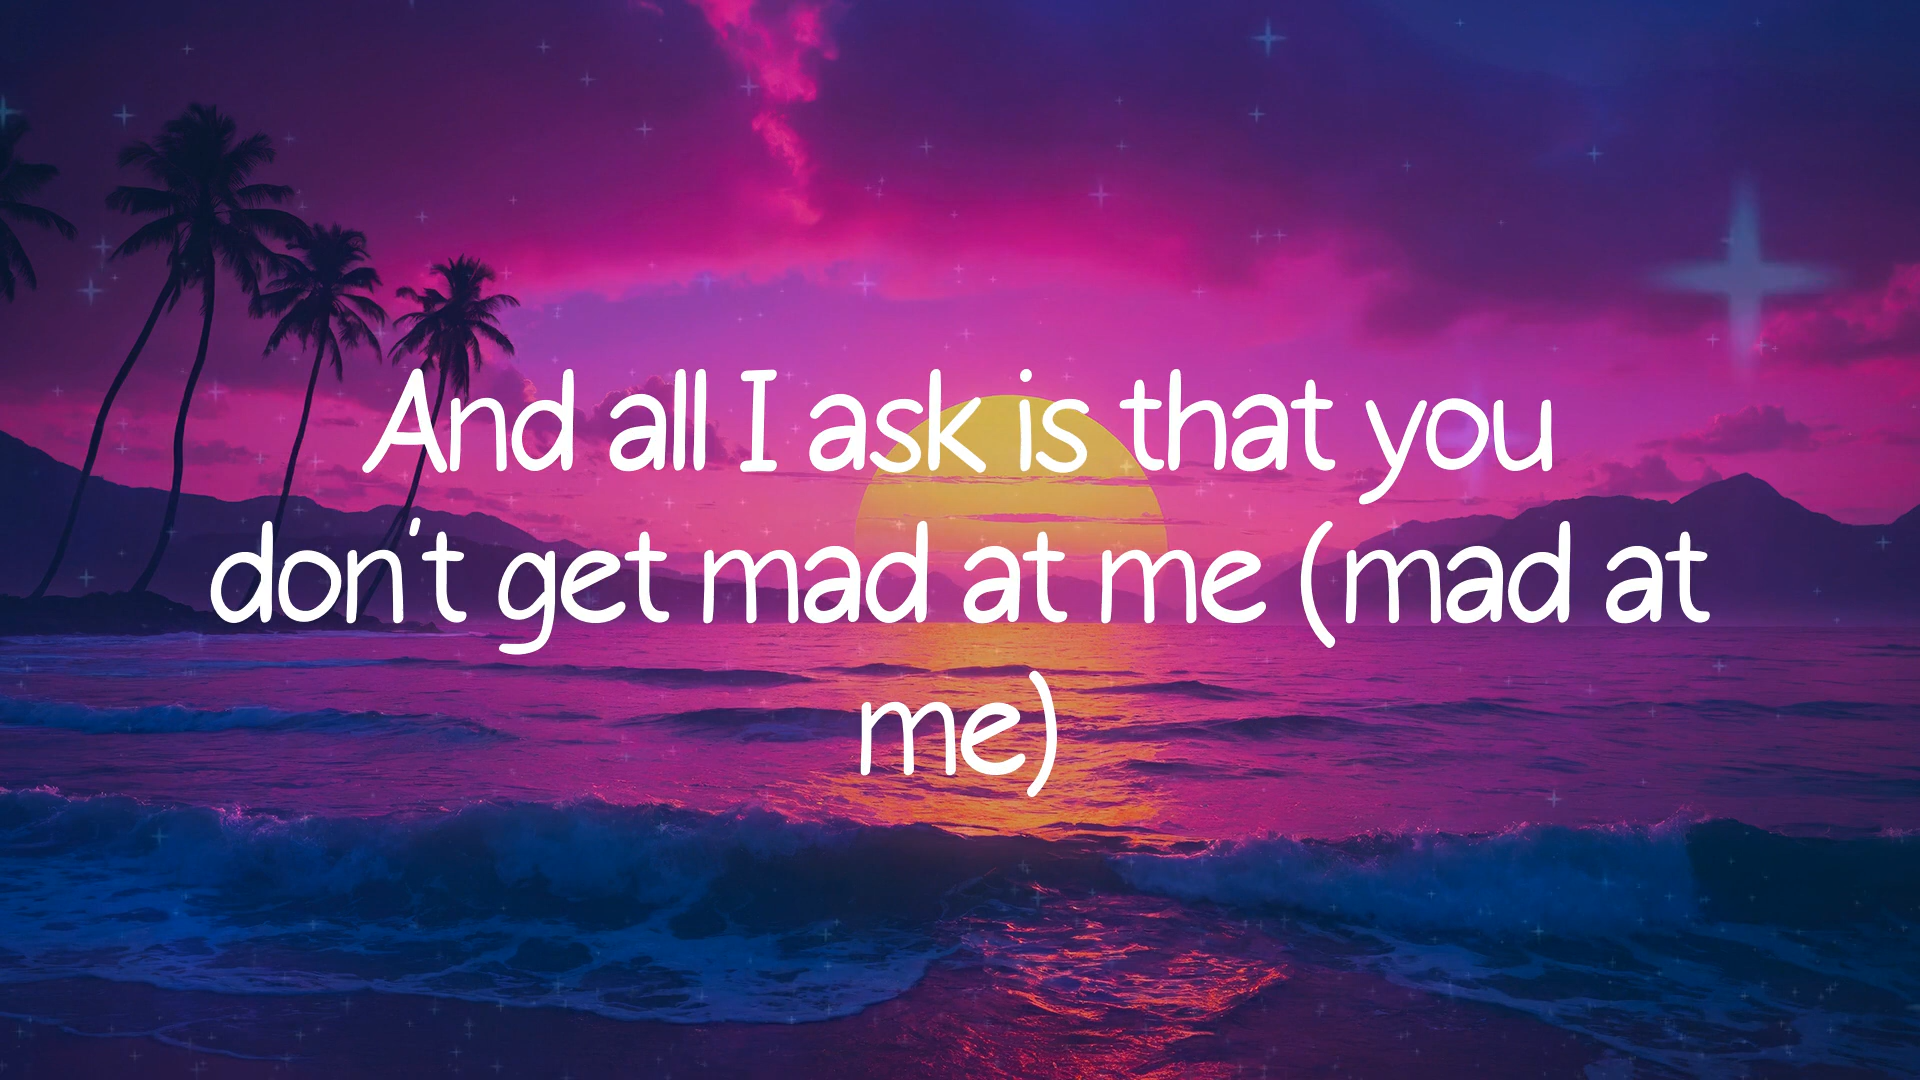 And all I ask is that you
don't get mad at me (mad at
me)